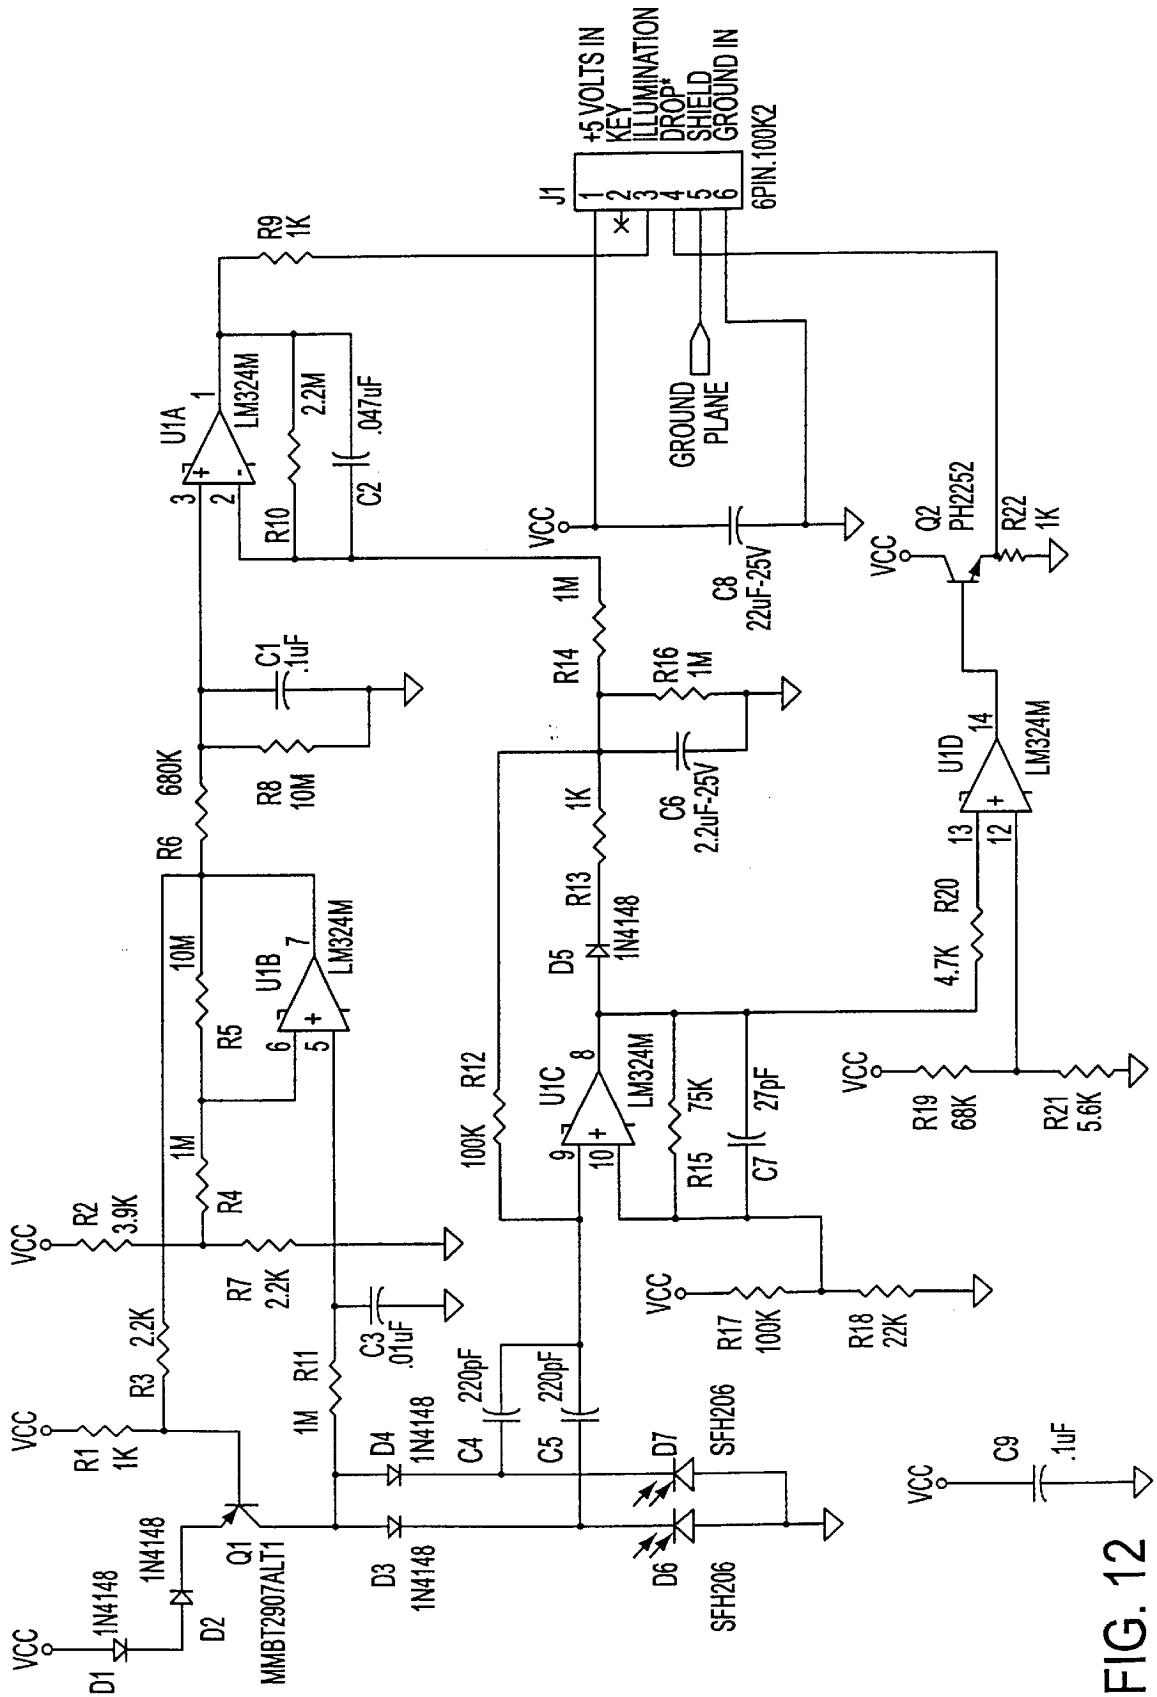 VCC
D1
1N4148
D2
1N4148
VCC
R1
1K
Q1
MMBT2907ALT1
R3
2.2K
VCC
R2
3.9K
R4
1M
R7
2.2K
R5
10M
6
5
U1B
7
LM324M
R6
680K
R8
10M
C1
.1uF
3
2
U1A
1
LM324M
R10
2.2M
C2
.047uF
R9
1K
D3
1N4148
D4
1N4148
1M
R11
C3
.01uF
C4
220pF
C5
220pF
D6
SFH206
D7
SFH206
100K
R12
9
10
U1C
8
LM324M
R15
75K
C7
27pF
VCC
R17
100K
R18
22K
D5
1N4148
R13
1K
C6
2.2uF-25V
R14
1M
R16
1M
VCC
C8
22uF-25V
GROUND
PLANE
J1
1
2
3
4
5
6
+5 VOLTS IN
KEY
ILLUMINATION
DROP*
SHIELD
GROUND IN
6PIN.100K2
VCC
R19
68K
R21
5.6K
4.7K
R20
13
12
U1D
14
LM324M
VCC
Q2
PH2252
R22
1K
VCC
C9
.1uF
+
-
+
+
+
FIG. 12